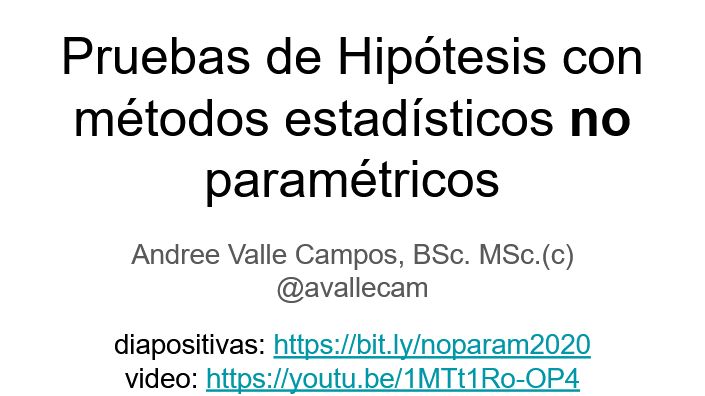 Pruebas de Hipótesis con
métodos estadísticos no
paramétricos
Andree Valle Campos, BSc. MSc.(c)
@avallecam
diapositivas: https://bit.ly/noparam2020
video: https://youtu.be/1MTt1Ro-OP4